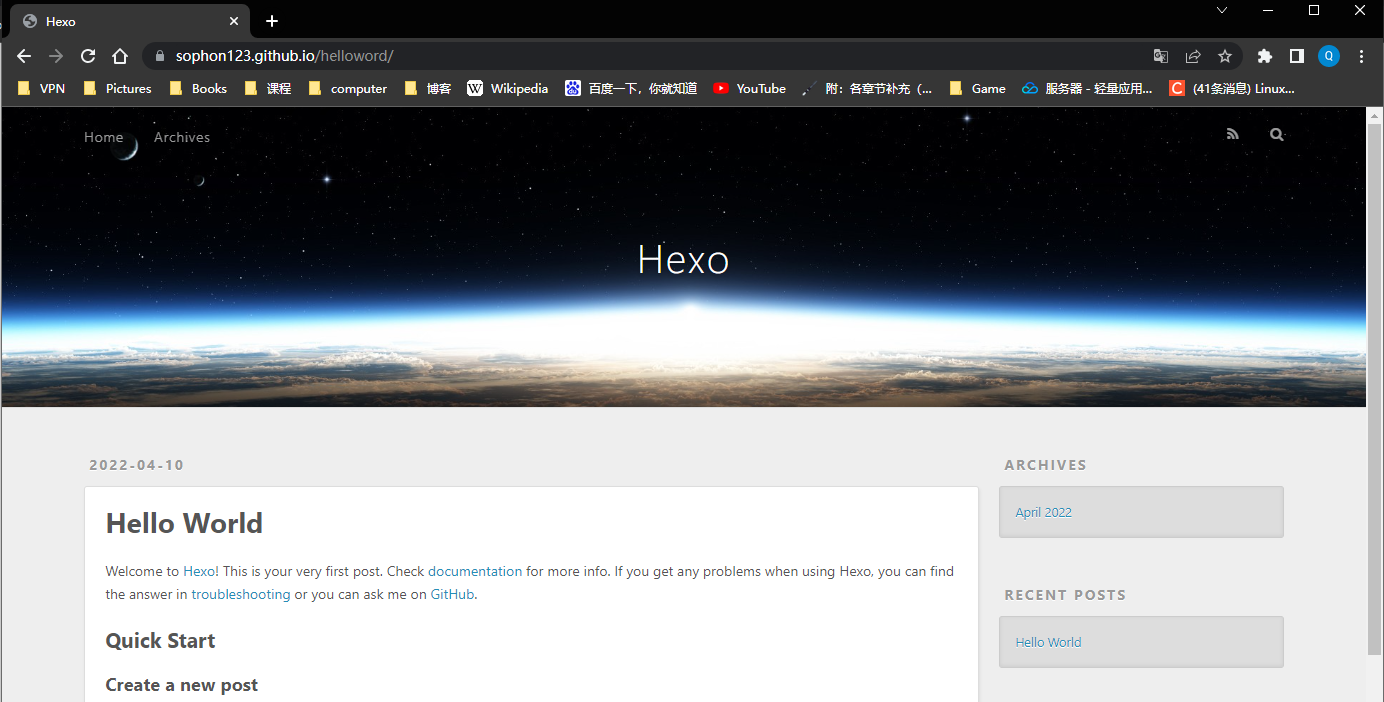 Hexo
sophon123.github.io/helloword/
Q
VPN Pictures Books 课程 computer 博客 Wikipedia 百度一下，你就知道 YouTube 附：各章节补充（... Game 服务器 - 轻量应用... C (41条消息) Linux...
Home Archives
Hexo
2022-04-10
Hello World
Welcome to Hexo! This is your very first post. Check documentation for more info. If you get any problems when using Hexo, you can find
the answer in troubleshooting or you can ask me on GitHub.
Quick Start
Create a new post
ARCHIVES
April 2022
RECENT POSTS
Hello World